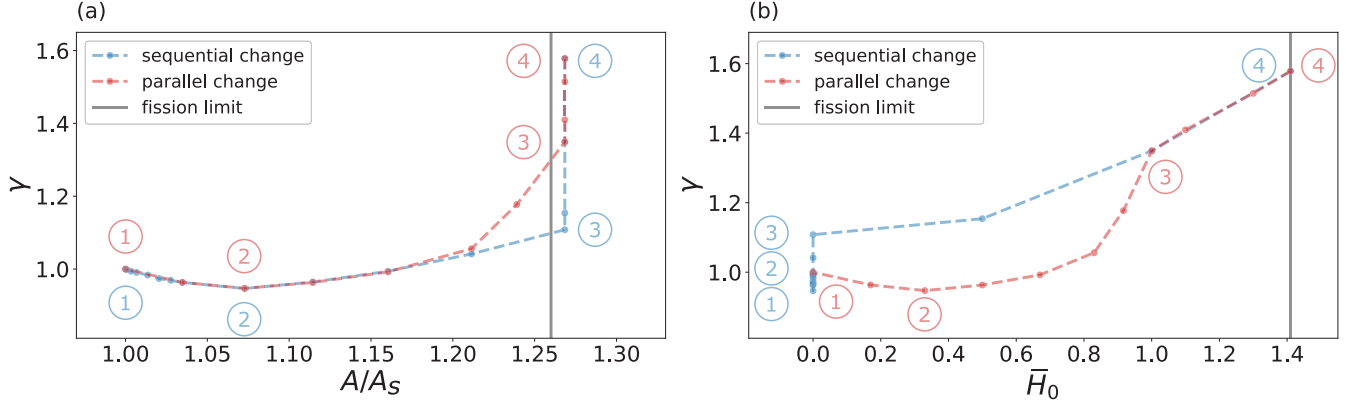 (a)
sequential change
parallel change
fission limit
1.6
1.4
1.2
1.0
γ
1
1
2
2
3
3
4
4
1.00 1.05 1.10 1.15 1.20 1.25 1.30
A/A_S
(b)
sequential change
parallel change
fission limit
1.6
1.4
1.2
1.0
γ
3
2
1
1
2
3
4
4
0.0 0.2 0.4 0.6 0.8 1.0 1.2 1.4
H̅₀